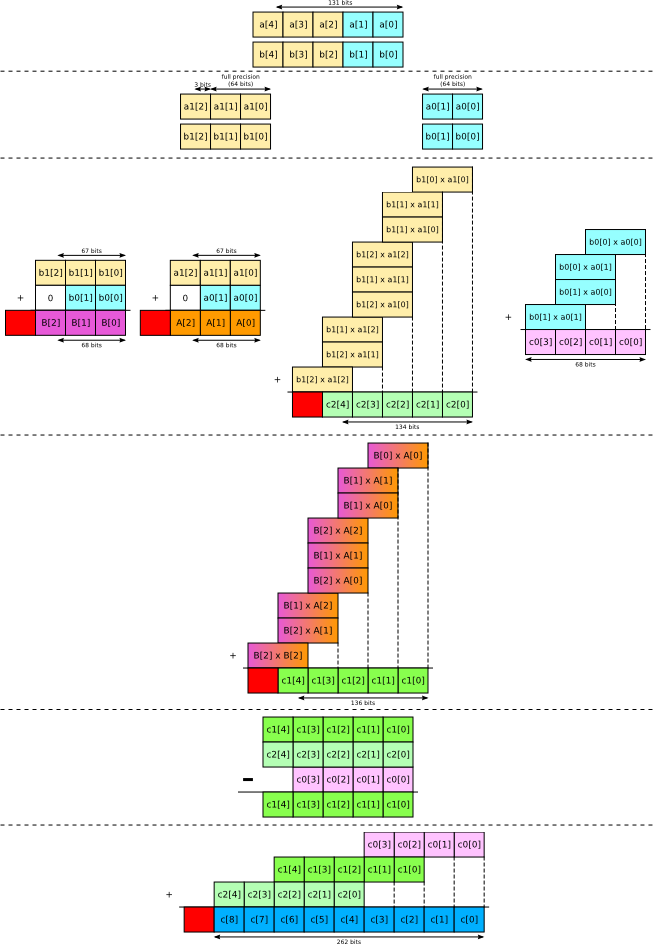 131 bits
a[4] a[3] a[2] a[1] a[0]
b[4] b[3] b[2] b[1] b[0]
3 bits full precision (64 bits)
a1[2] a1[1] a1[0]
b1[2] b1[1] b1[0]
full precision
(64 bits)
a0[1] a0[0]
b0[1] b0[0]
67 bits
b1[2] b1[1] b1[0]
+ 0 b0[1] b0[0]
B[2] B[1] B[0]
68 bits
67 bits
a1[2] a1[1] a1[0]
+ 0 a0[1] a0[0]
A[2] A[1] A[0]
68 bits
b1[0] x a1[0]
b1[1] x a1[1]
b1[1] x a1[0]
b1[2] x a1[2]
b1[1] x a1[1]
b1[2] x a1[0]
b1[1] x a1[2]
b1[2] x a1[1]
+ b1[2] x a1[2]
c2[4] c2[3] c2[2] c2[1] c2[0]
134 bits
b0[0] x a0[0]
b0[0] x a0[1]
b0[1] x a0[0]
+ b0[1] x a0[1]
c0[3] c0[2] c0[1] c0[0]
68 bits
B[0] x A[0]
B[1] x A[1]
B[1] x A[0]
B[2] x A[2]
B[1] x A[1]
B[2] x A[0]
B[1] x A[2]
B[2] x A[1]
+ B[2] x B[2]
c1[4] c1[3] c1[2] c1[1] c1[0]
136 bits
c1[4] c1[3] c1[2] c1[1] c1[0]
c2[4] c2[3] c2[2] c2[1] c2[0]
- c0[3] c0[2] c0[1] c0[0]
c1[4] c1[3] c1[2] c1[1] c1[0]
c0[3] c0[2] c0[1] c0[0]
c1[4] c1[3] c1[2] c1[1] c1[0]
+ c2[4] c2[3] c2[2] c2[1] c2[0]
c[8] c[7] c[6] c[5] c[4] c[3] c[2] c[1] c[0]
262 bits